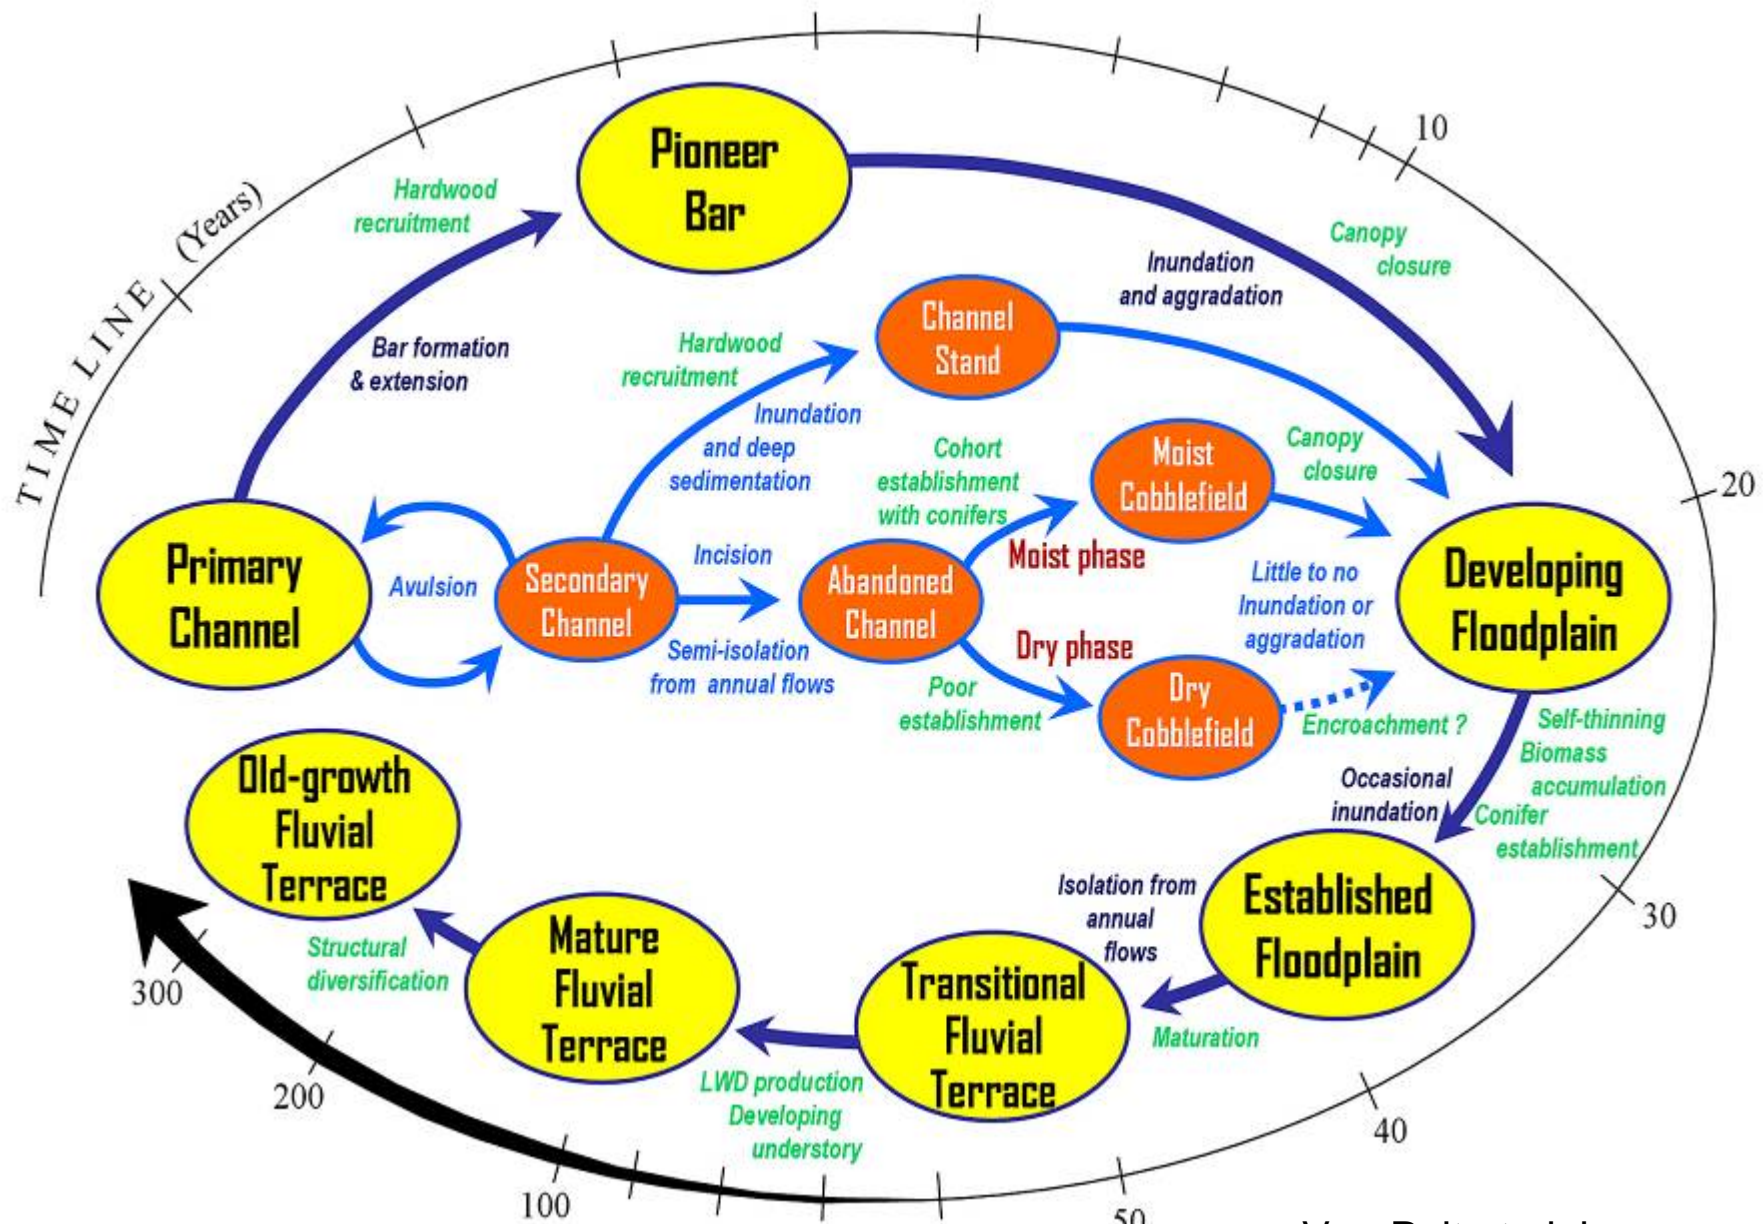 TIME LINE (Years)
10
20
30
40
50
100
200
300
Pioneer
Bar
Hardwood
recruitment
Bar formation
& extension
Canopy
closure
Inundation
and aggradation
Channel
Stand
Hardwood
recruitment
Inundation
and deep
sedimentation
Cohort
establishment
with conifers
Moist
Cobblefield
Canopy
closure
Primary
Channel
Avulsion
Secondary
Channel
Incision
Semi-isolation
from annual flows
Abandoned
Channel
Moist phase
Dry phase
Poor
establishment
Little to no
Inundation or
aggradation
Dry
Cobblefield
Encroachment ?
Developing
Floodplain
Self-thinning
Biomass
accumulation
Conifer
establishment
Occasional
inundation
Established
Floodplain
Isolation from
annual
flows
Maturation
Transitional
Fluvial
Terrace
LWD production
Developing
understory
Mature
Fluvial
Terrace
Structural
diversification
Old-growth
Fluvial
Terrace